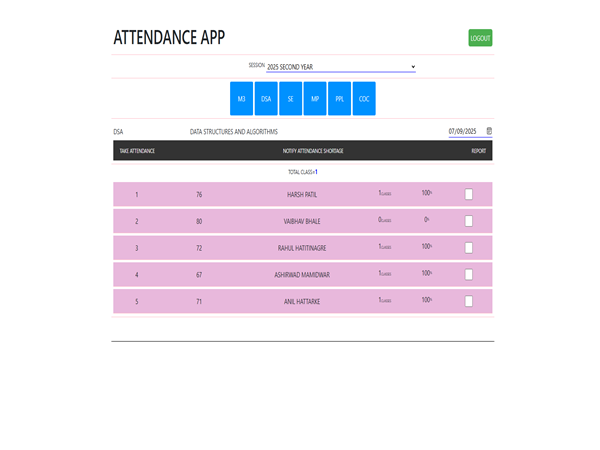 ATTENDANCE APP
LOGOUT
SESSION 2025 SECOND YEAR
M3 DSA SE MP PPL COC
DSA DATA STRUCTURES AND ALGORITHMS 07/09/2025
TAKE ATTENDANCE NOTIFY ATTENDANCE SHORTAGE REPORT
TOTAL CLASS=1
1 76 HARSH PATIL 1CLASSES 100%
2 80 VAIBHAV BHALE 0CLASSES 0%
3 72 RAHUL HATITINAGRE 1CLASSES 100%
4 67 ASHIRWAD MAMIDWAR 1CLASSES 100%
5 71 ANIL HATTARKE 1CLASSES 100%